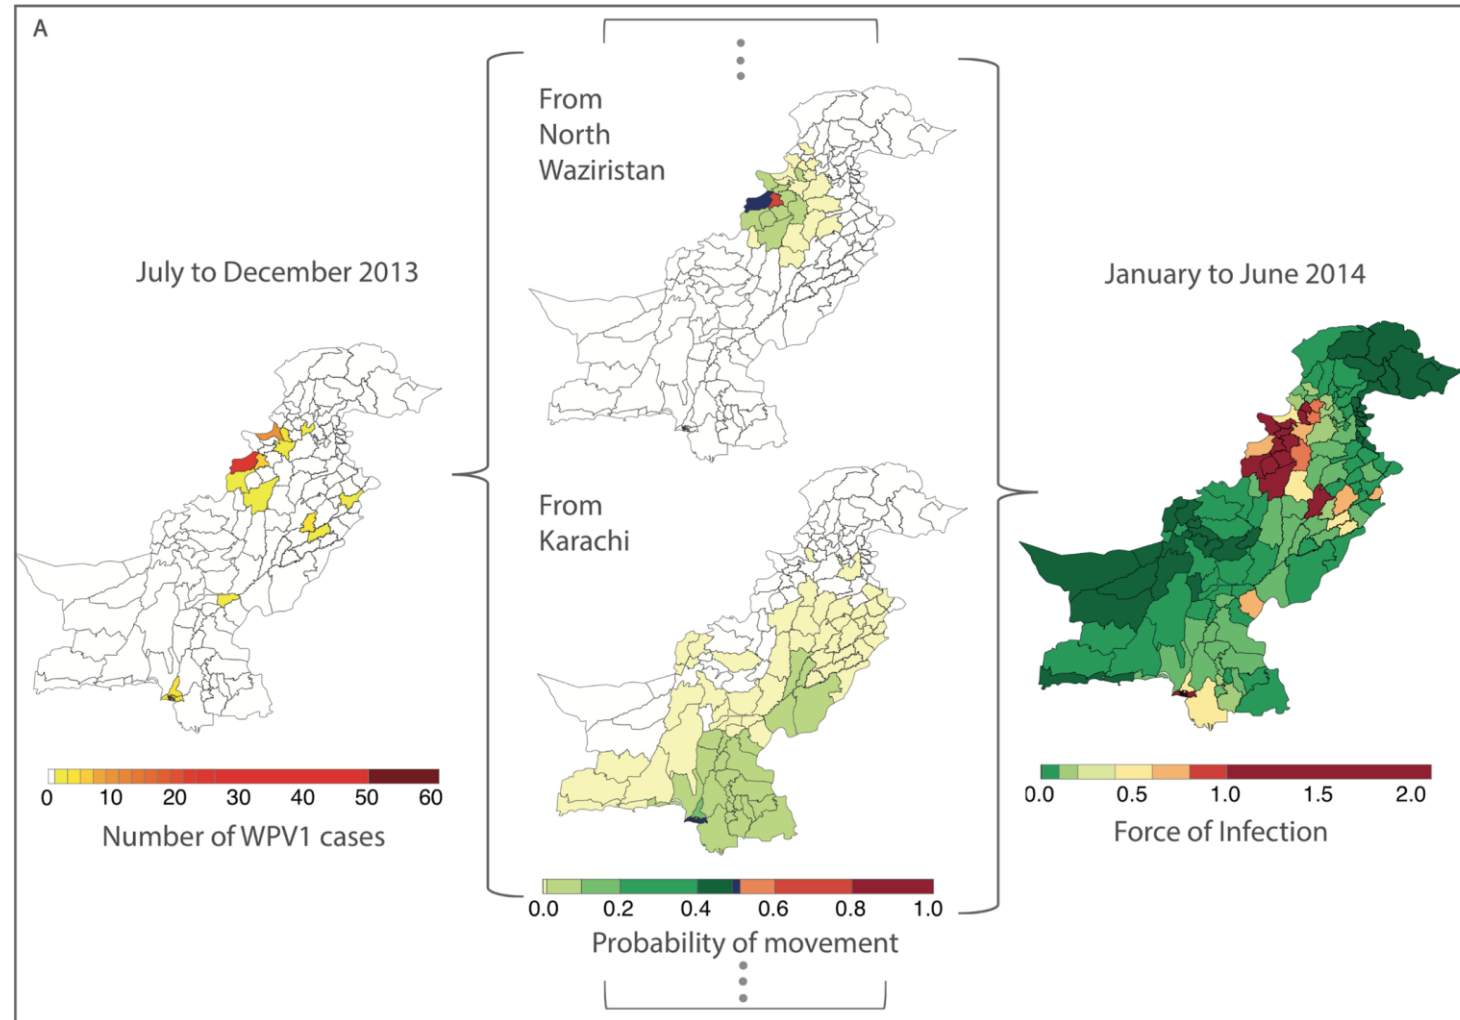 A
From
North
Waziristan
July to December 2013
January to June 2014
From
Karachi
0 10 20 30 40 50 60
Number of WPV1 cases
0.0 0.5 1.0 1.5 2.0
Force of Infection
0.0 0.2 0.4 0.6 0.8 1.0
Probability of movement